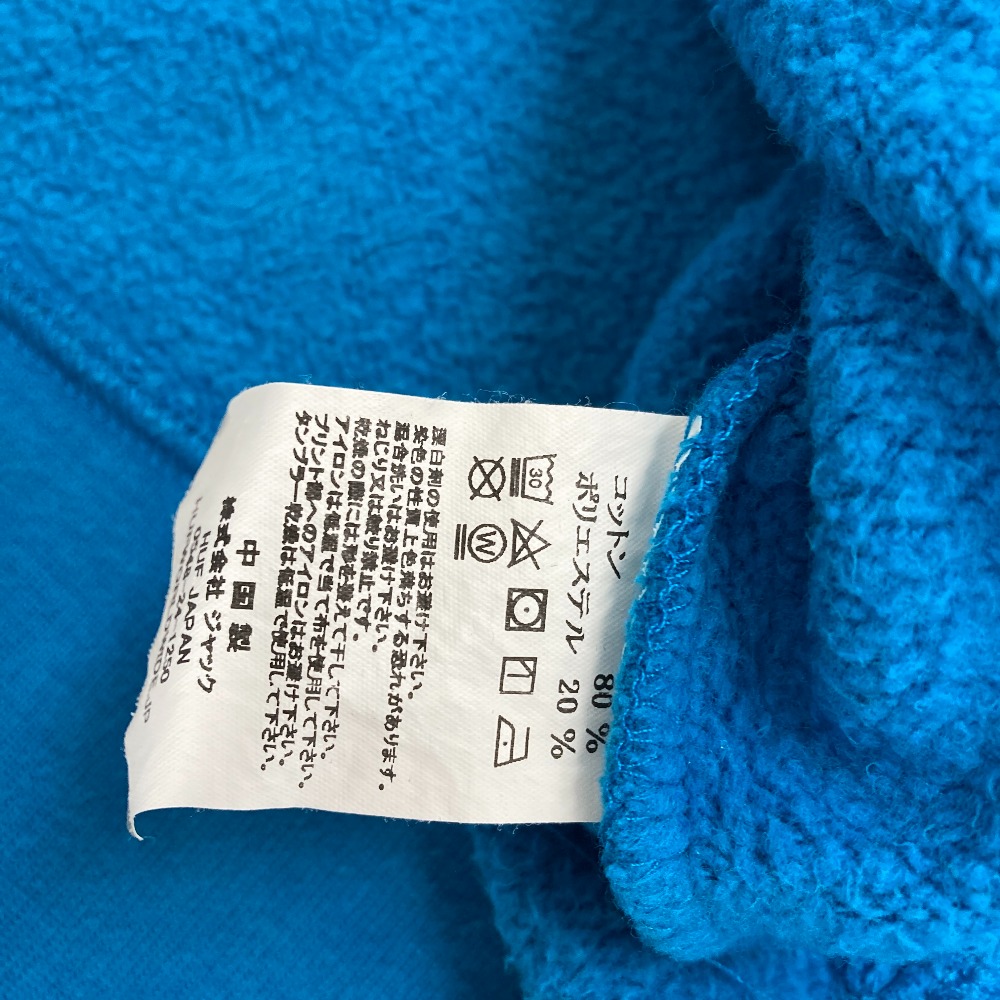 コットン 80 %
ポリエステル 20 %
30
W
漂白剤の使用はお避け下さい。
染色の性質上色落ちする恐れがあります。
混合洗いはお避け下さい。
ねじり又は絞り禁止です。
乾燥の際には形を整えて干して下さい。
アイロンは低温で当て布を使用して下さい。
プリント部へのアイロンはお避け下さい。
タンブラー乾燥は低温で使用して下さい。
中国製
株式会社 ジャック
HUF JAPAN
1250